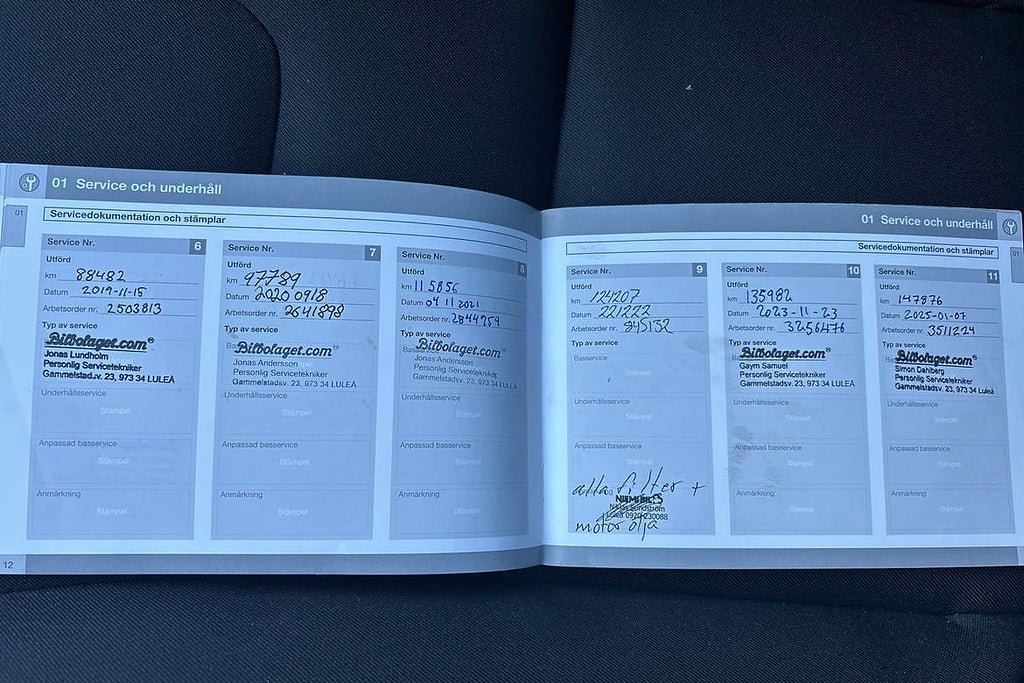 01 Service och underhåll
01
Servicedokumentation och stämplar
Service Nr. 6
Utförd
km 88482
Datum 2019-11-15
Arbetsorder nr. 2503813
Typ av service
Bilbolaget.com®
Jonas Lundholm
Personlig Servicetekniker
Gammelstadsv. 23, 973 34 LULEÅ
Underhållsservice
Stämpel
Anpassad basservice
Stämpel
Anmärkning
Stämpel
12
Service Nr. 7
Utförd
km 97789
Datum 2020 09 18
Arbetsorder nr. 2641898
Typ av service
Bilbolaget.com®
Jonas Andersson
Personlig Servicetekniker
Gammelstadsv. 23, 973 34 LULEÅ
Underhållsservice
Stämpel
Anpassad basservice
Stämpel
Anmärkning
Stämpel
Service Nr. 8
Utförd
km 115856
Datum 04 11 2021
Arbetsorder nr. 2844754
Typ av service
Bilbolaget.com®
Jonas Andersson
Personlig Servicetekniker
Gammelstadsv. 23, 973 34 LULEÅ
Underhållsservice
Stämpel
Anpassad basservice
Stämpel
Anmärkning
Stämpel
01 Service och underhåll
01
Servicedokumentation och stämplar
Service Nr. 9
Utförd
km 124207
Datum 221222
Arbetsorder nr. 945132
Typ av service
Basservice
Stämpel
Underhållsservice
Stämpel
Anpassad basservice
Stämpel
alla filter +
Sundström
Luleå 0920-230088
motor olja
Service Nr. 10
Utförd
km 135982
Datum 2023-11-23
Arbetsorder nr. 3256476
Typ av service
Bilbolaget.com®
Gaym Samuel
Personlig Servicetekniker
Gammelstadsv. 23, 973 34 LULEÅ
Underhållsservice
Stämpel
Anpassad basservice
Stämpel
Anmärkning
Stämpel
Service Nr. 11
Utförd
km 147876
Datum 2025-01-07
Arbetsorder nr. 3511224
Typ av service
Bilbolaget.com®
Simon Dahlberg
Personlig Servicetekniker
Gammelstadsv. 23, 973 34 LULEÅ
Underhållsservice
Stämpel
Anpassad basservice
Stämpel
Anmärkning
Stämpel